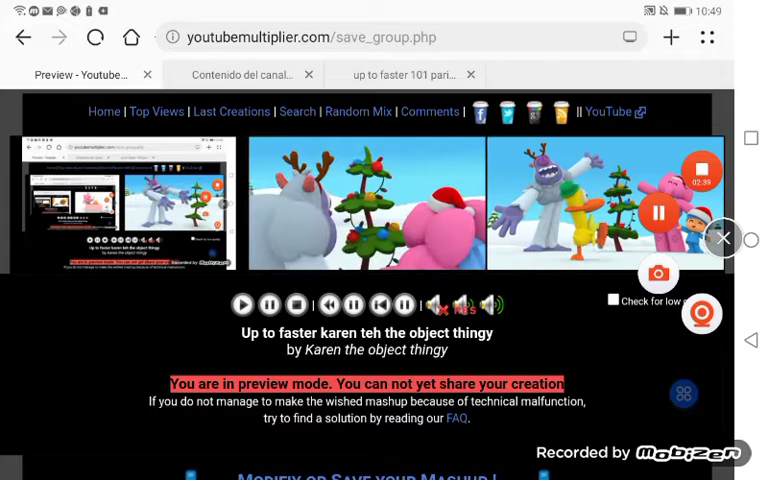 10:49
youtubemultiplier.com/save_group.php
Preview - Youtube...
Contenido del canal...
up to faster 101 pari...
Home | Top Views | Last Creations | Search | Random Mix | Comments | || YouTube
02:39
Check for low
Up to faster karen teh the object thingy
by Karen the object thingy
You are in preview mode. You can not yet share your creation
If you do not manage to make the wished mashup because of technical malfunction,
try to find a solution by reading our FAQ.
Recorded by Mobizen
Modifiy or Save your Mashup !